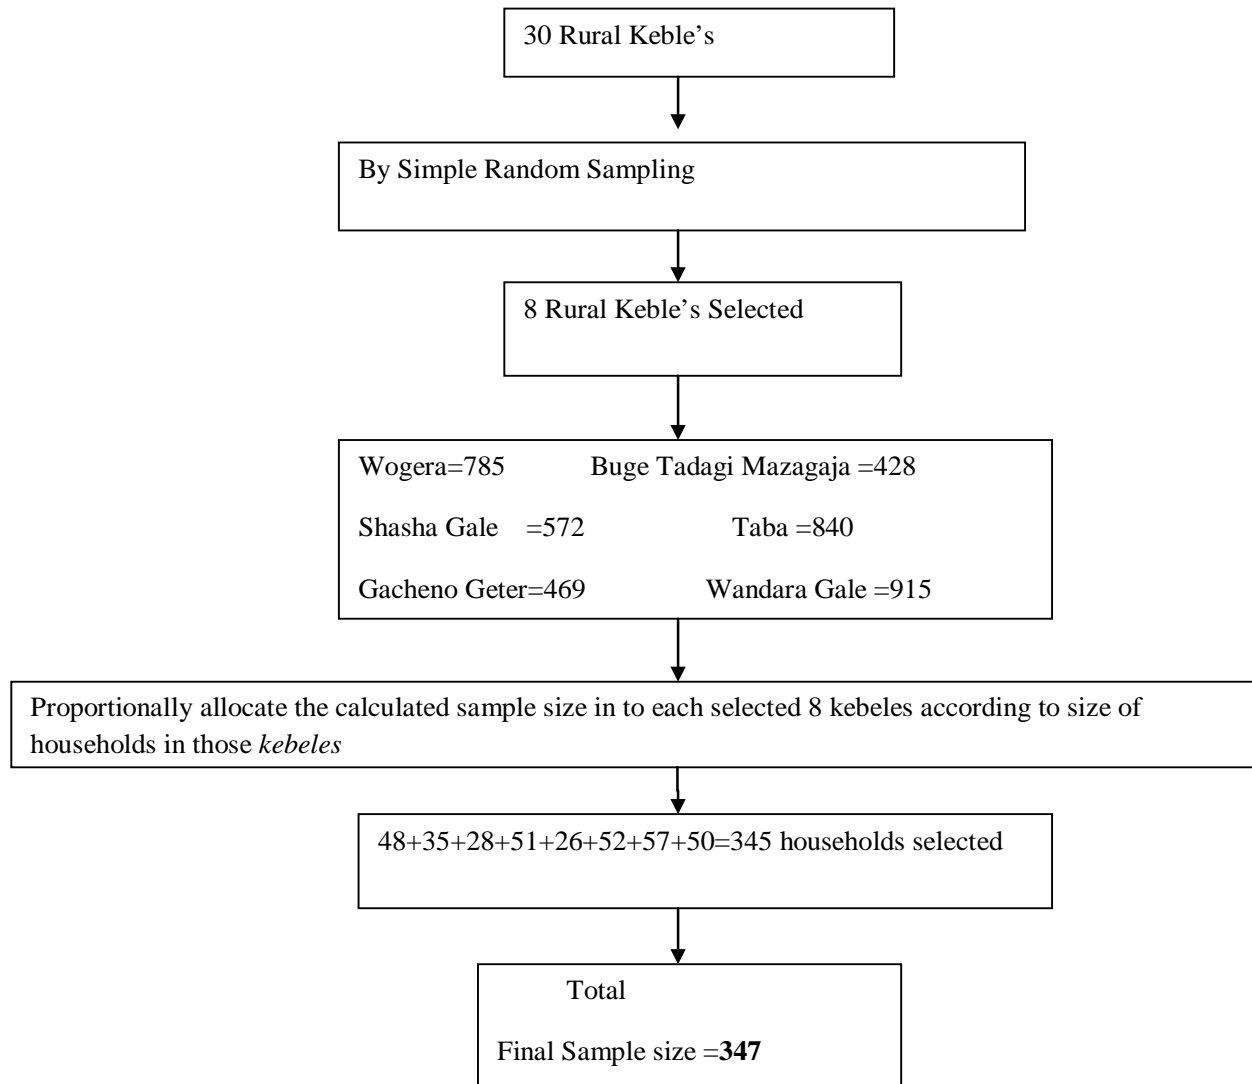 30 Rural Keble’s
By Simple Random Sampling
8 Rural Keble’s Selected
Wogera=785 Buge Tadagi Mazagaja =428
Shasha Gale =572 Taba =840
Gacheno Geter=469 Wandara Gale =915
Proportionally allocate the calculated sample size in to each selected 8 kebeles according to size of
households in those kebeles
48+35+28+51+26+52+57+50=345 households selected
Total
Final Sample size =347